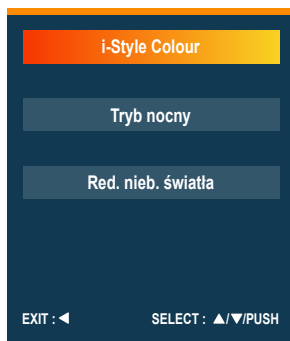 i-Style Colour
Tryb nocny
Red. nieb. światła
EXIT : ◀ SELECT : ▲/▼/PUSH